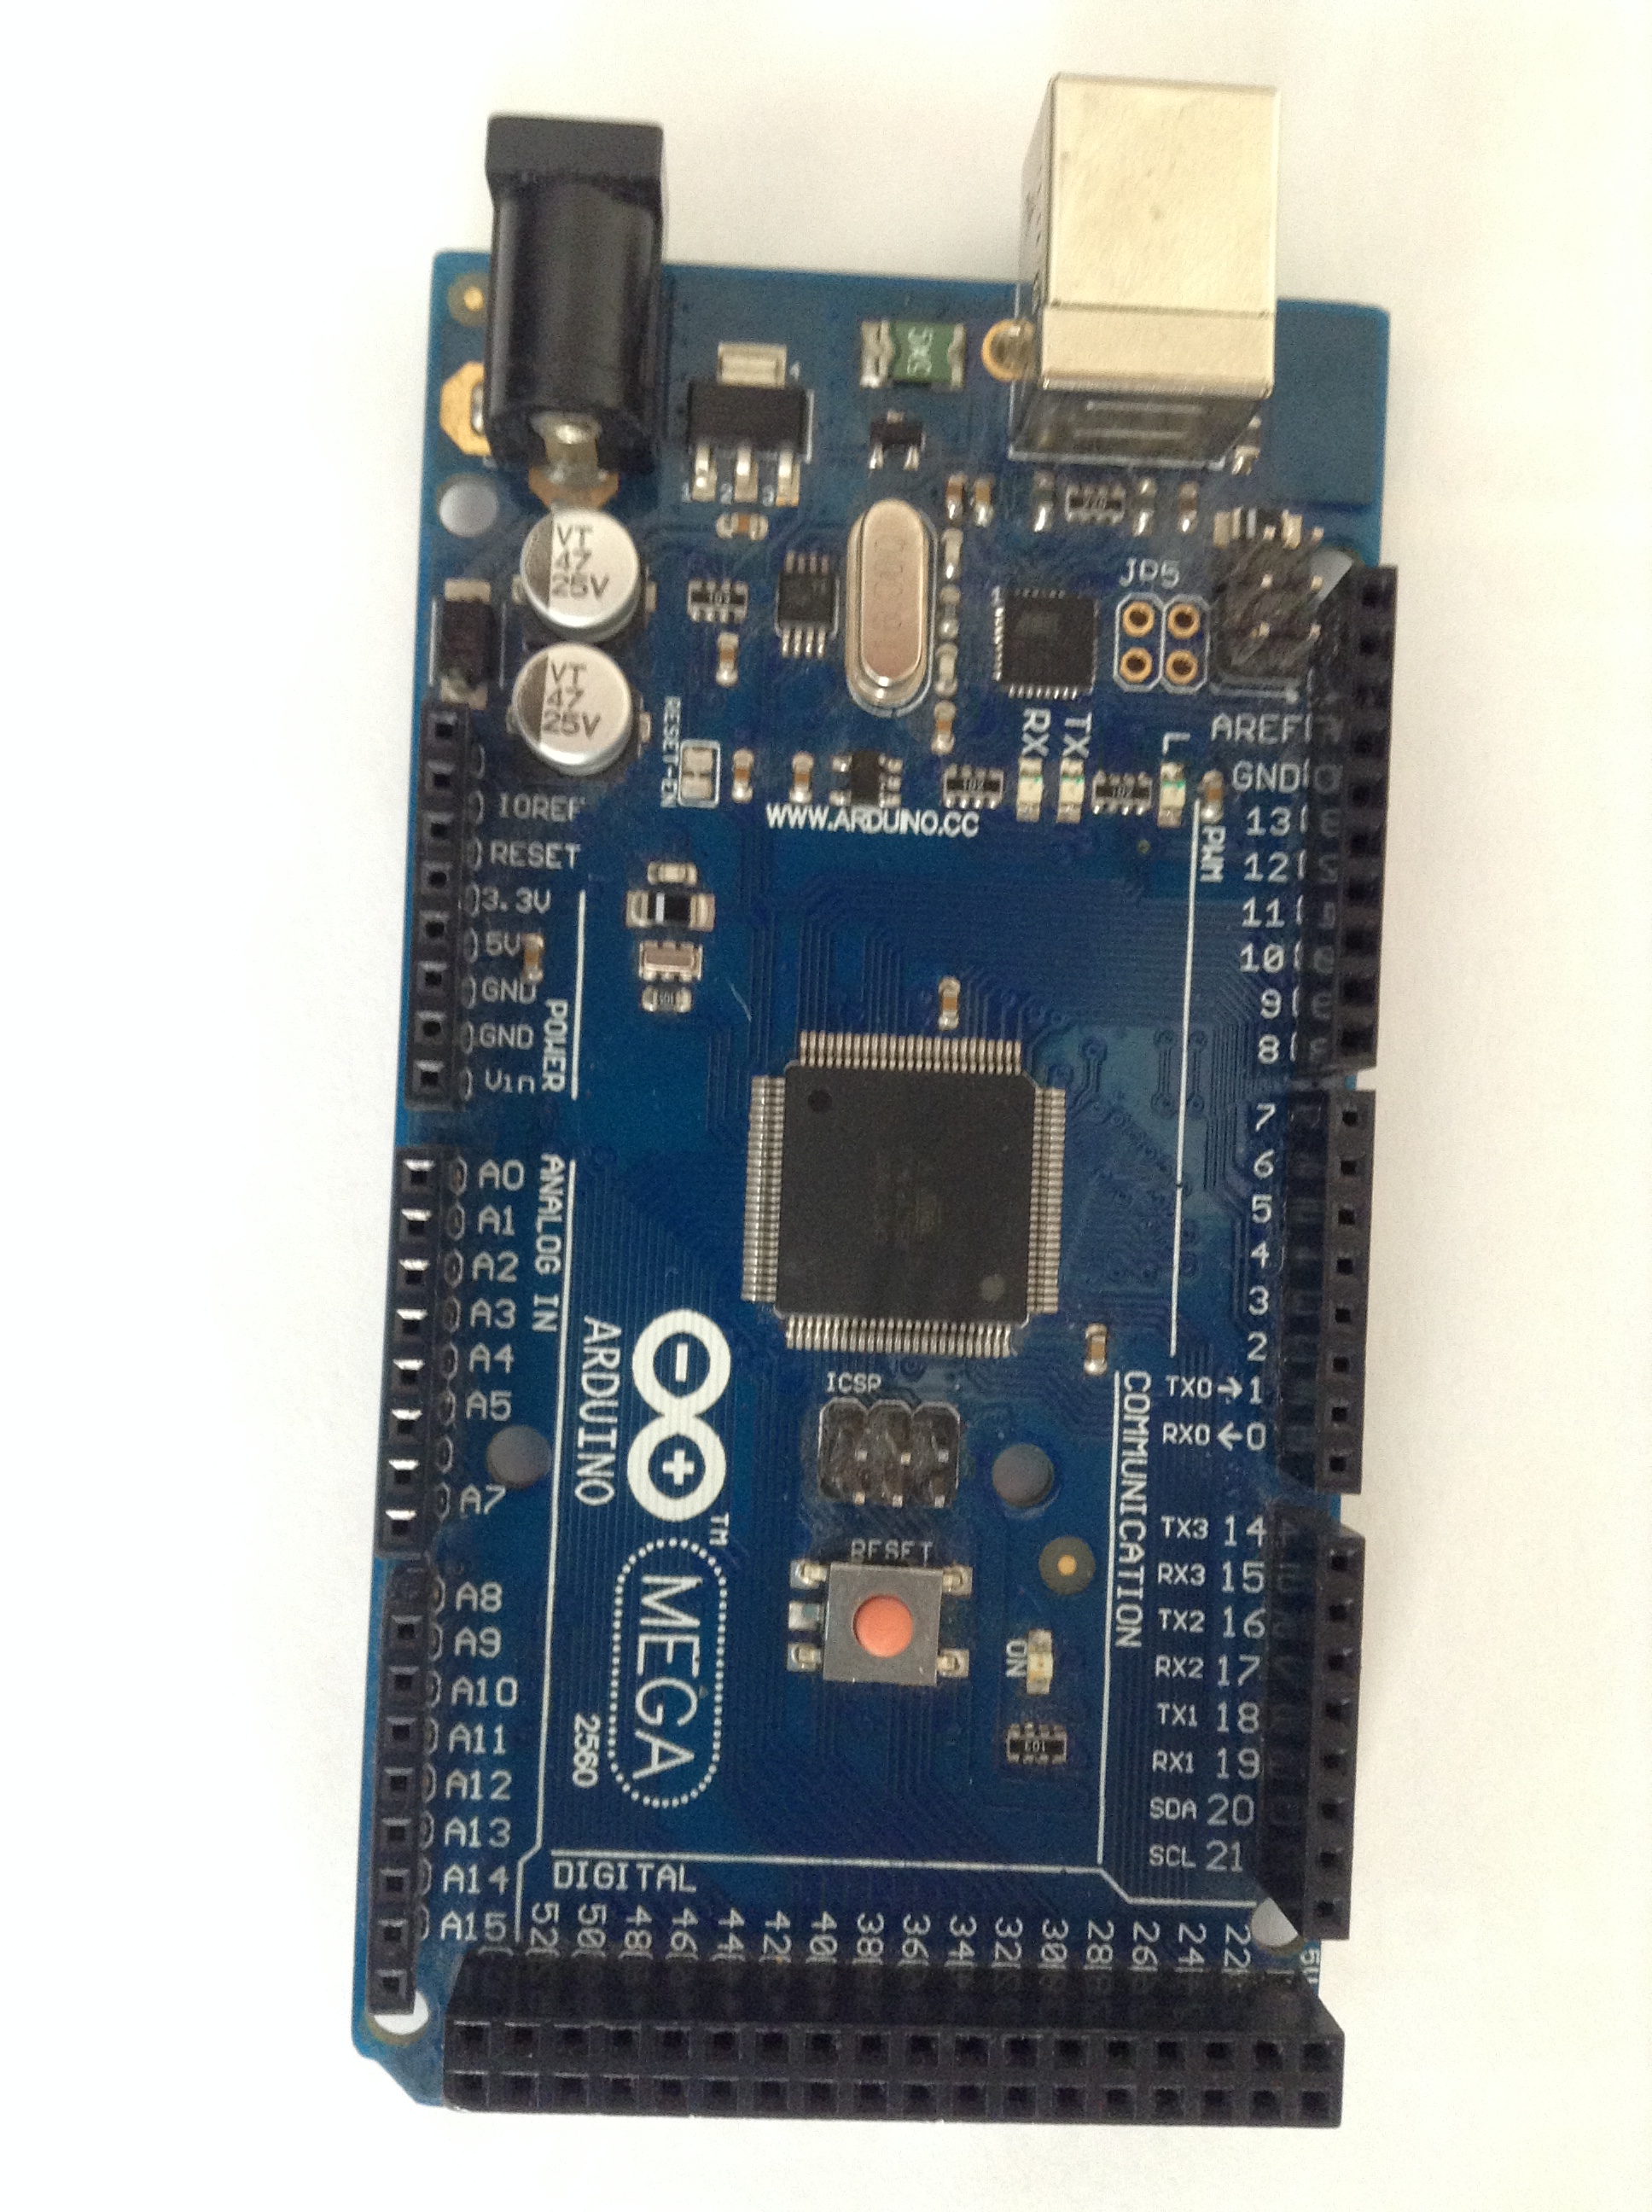 VT
47
25V
VT
47
25V
JP5
RESET-EN
RX
TX
L
WWW.ARDUINO.CC
AREF
GND
13
12
11
10
9
8
PWM
7
6
5
4
3
2
TX0→1
RX0←0
IOREF
RESET
3.3V
5V
GND
GND
Vin
POWER
A0
A1
A2
A3
A4
A5
A7
ANALOG IN
A8
A9
A10
A11
A12
A13
A14
A15
ARDUINO
TM
MEGA
2560
ICSP
RESET
ON
103
COMMUNICATION
TX3 14
RX3 15
TX2 16
RX2 17
TX1 18
RX1 19
SDA 20
SCL 21
DIGITAL
52
50
48
46
44
42
40
38
36
34
32
30
28
26
24
22
5V